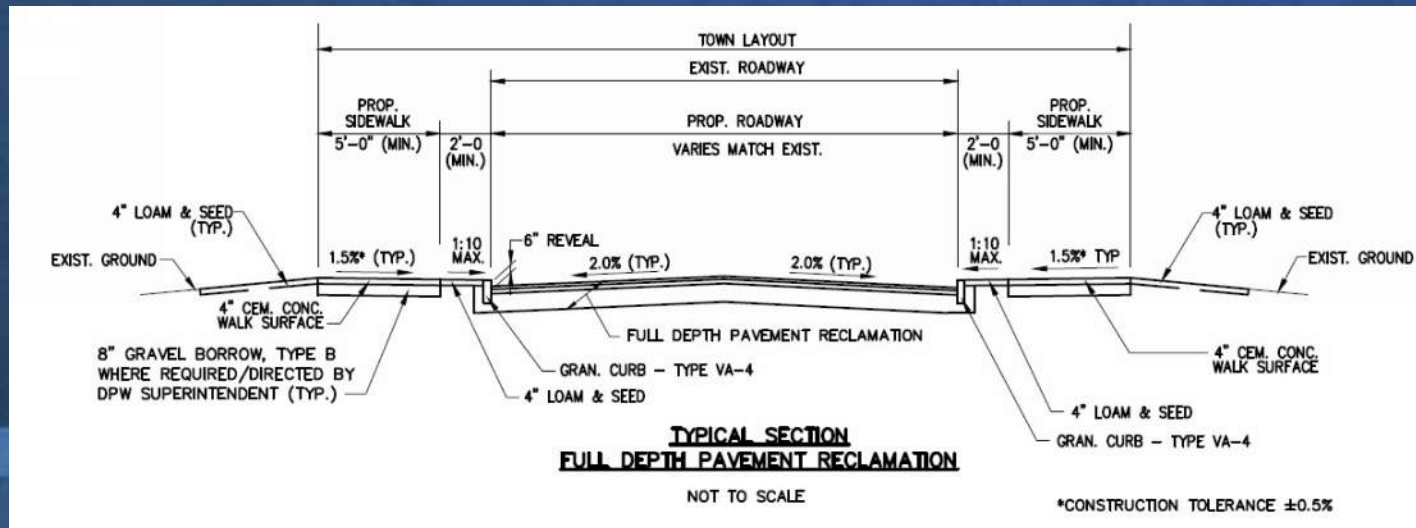 TOWN LAYOUT
EXIST. ROADWAY
PROP.
SIDEWALK
5'-0" (MIN.)
2'-0
(MIN.)
PROP. ROADWAY
VARIES MATCH EXIST.
2'-0
(MIN.)
PROP.
SIDEWALK
5'-0" (MIN.)
4" LOAM & SEED
(TYP.)
EXIST. GROUND
1.5%* (TYP.)
1:10
MAX.
6" REVEAL
2.0% (TYP.)
2.0% (TYP.)
1:10
MAX.
1.5%* TYP
4" LOAM & SEED
(TYP.)
EXIST. GROUND
4" CEM. CONC.
WALK SURFACE
8" GRAVEL BORROW, TYPE B
WHERE REQUIRED/DIRECTED BY
DPW SUPERINTENDENT (TYP.)
FULL DEPTH PAVEMENT RECLAMATION
GRAN. CURB - TYPE VA-4
4" LOAM & SEED
4" CEM. CONC.
WALK SURFACE
4" LOAM & SEED
GRAN. CURB - TYPE VA-4
TYPICAL SECTION
FULL DEPTH PAVEMENT RECLAMATION
NOT TO SCALE
*CONSTRUCTION TOLERANCE ±0.5%